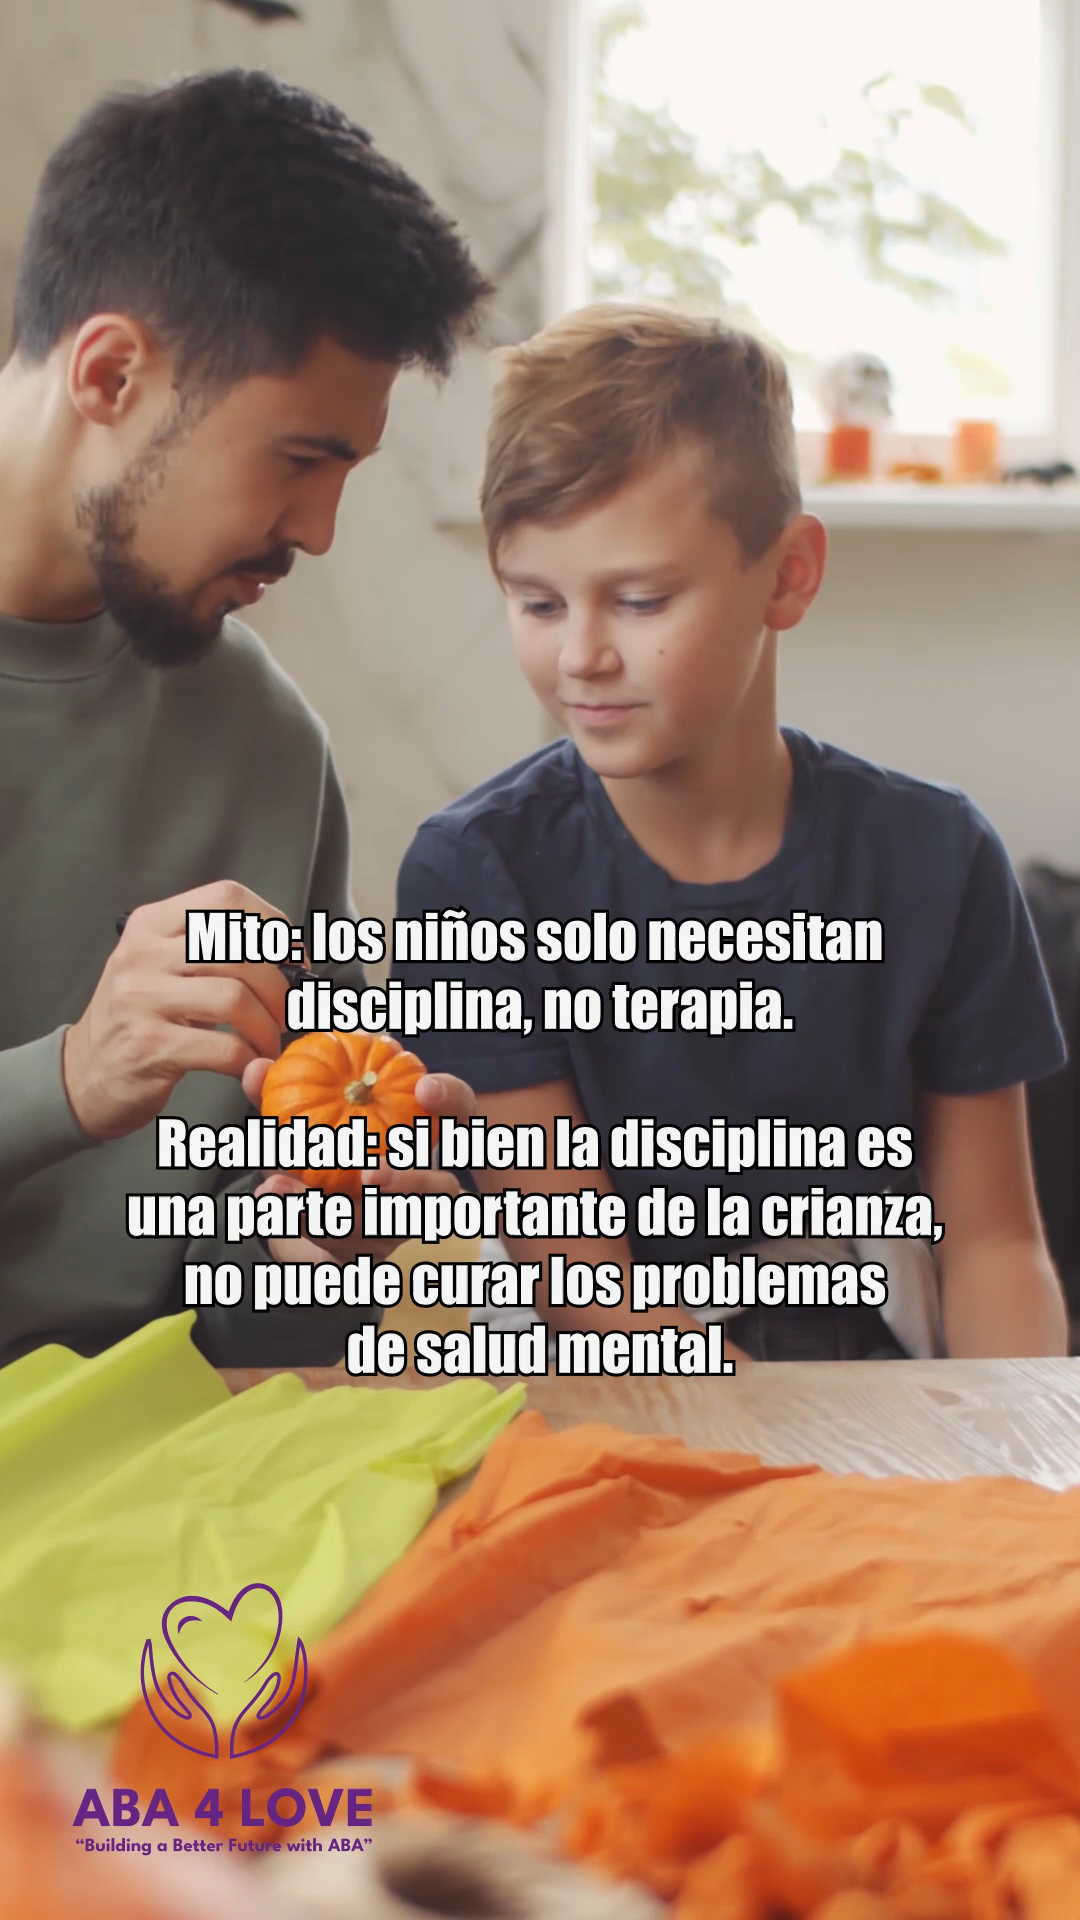 Mito: los niños solo necesitan
disciplina, no terapia.
Realidad: si bien la disciplina es
una parte importante de la crianza,
no puede curar los problemas
de salud mental.
ABA 4 LOVE
“Building a Better Future with ABA”